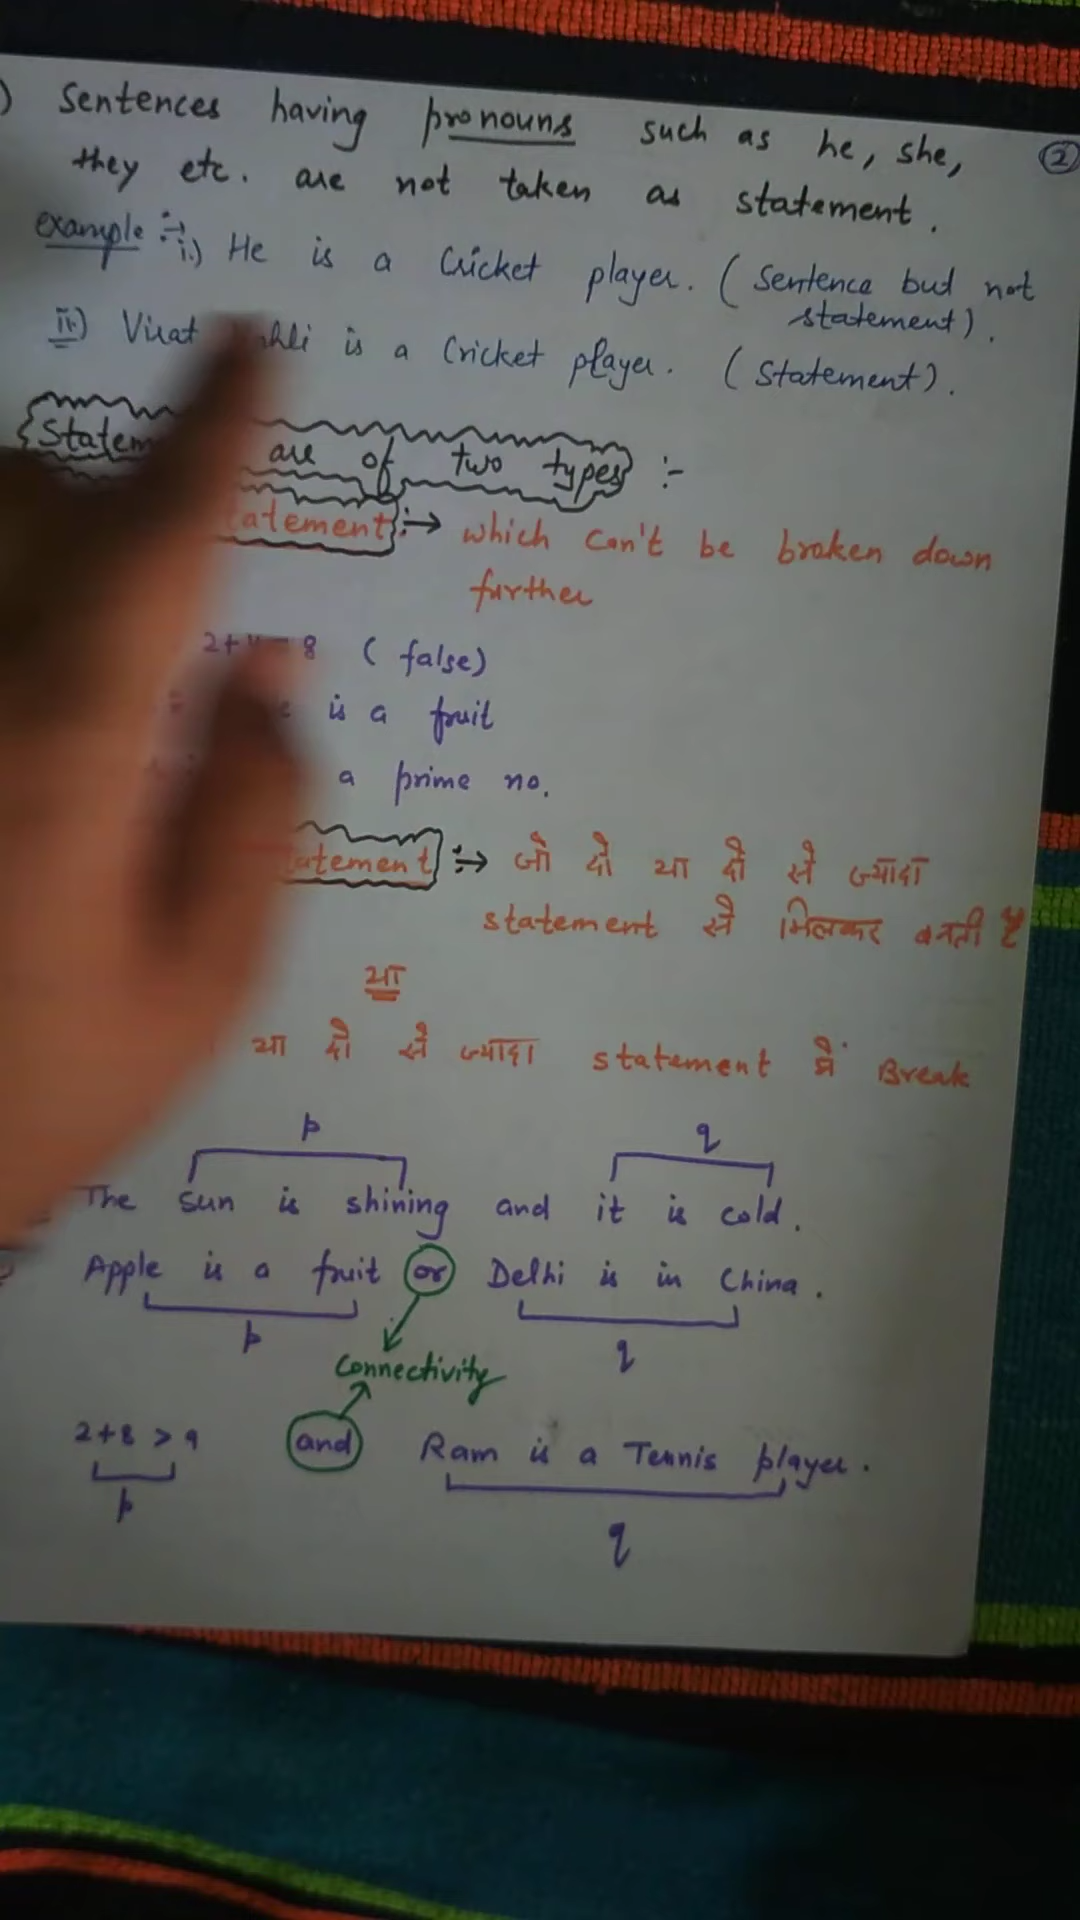 ) Sentences having pronouns such as he, she, ②
they etc. are not taken as statement.
example :→ i.) He is a Cricket player. (Sentence but not
statement).
ii.) Virat is a Cricket player. (Statement).
are of two types :-
:→ which can't be broken down
further
8 (false)
is a fruit
a prime no.
:→ जो दो या दो से ज्यादा
statement से मिलकर बनती है
या
या दो से ज्यादा statement में Break
p q
The sun is shining and it is cold.
Apple is a fruit or Delhi is in China.
p q
Connectivity
2+8 > 9 and Ram is a Tennis player.
p q